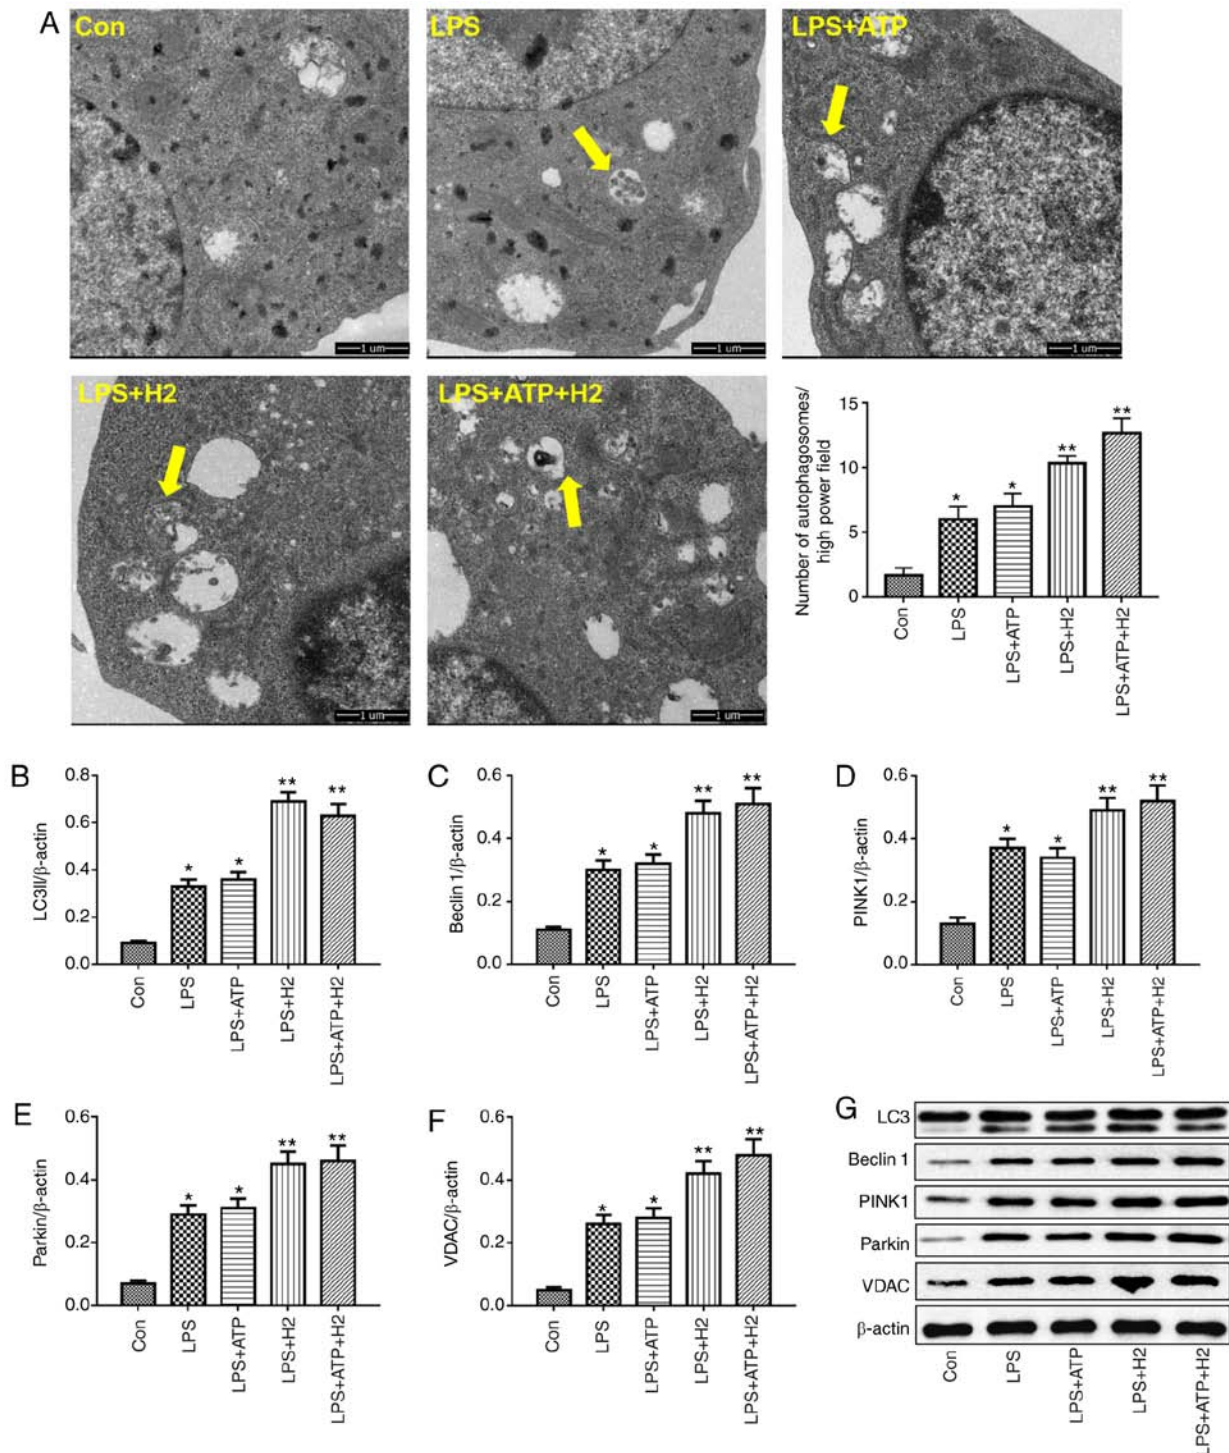 A
Con
LPS
LPS+ATP
1 um
1 um
1 um
LPS+H2
LPS+ATP+H2
1 um
1 um
Number of autophagosomes/
high power field
15
10
5
0
*
*
**
**
Con
LPS
LPS+ATP
LPS+H2
LPS+ATP+H2
B
LC3II/β-actin
0.8
0.6
0.4
0.2
0.0
*
*
**
**
Con
LPS
LPS+ATP
LPS+H2
LPS+ATP+H2
C
Beclin 1/β-actin
0.6
0.4
0.2
0.0
*
*
**
**
Con
LPS
LPS+ATP
LPS+H2
LPS+ATP+H2
D
PINK1/β-actin
0.6
0.4
0.2
0.0
*
*
**
**
Con
LPS
LPS+ATP
LPS+H2
LPS+ATP+H2
E
Parkin/β-actin
0.6
0.4
0.2
0.0
*
*
**
**
Con
LPS
LPS+ATP
LPS+H2
LPS+ATP+H2
F
VDAC/β-actin
0.6
0.4
0.2
0.0
*
*
**
**
Con
LPS
LPS+ATP
LPS+H2
LPS+ATP+H2
G
LC3
Beclin 1
PINK1
Parkin
VDAC
β-actin
Con
LPS
LPS+ATP
LPS+H2
LPS+ATP+H2